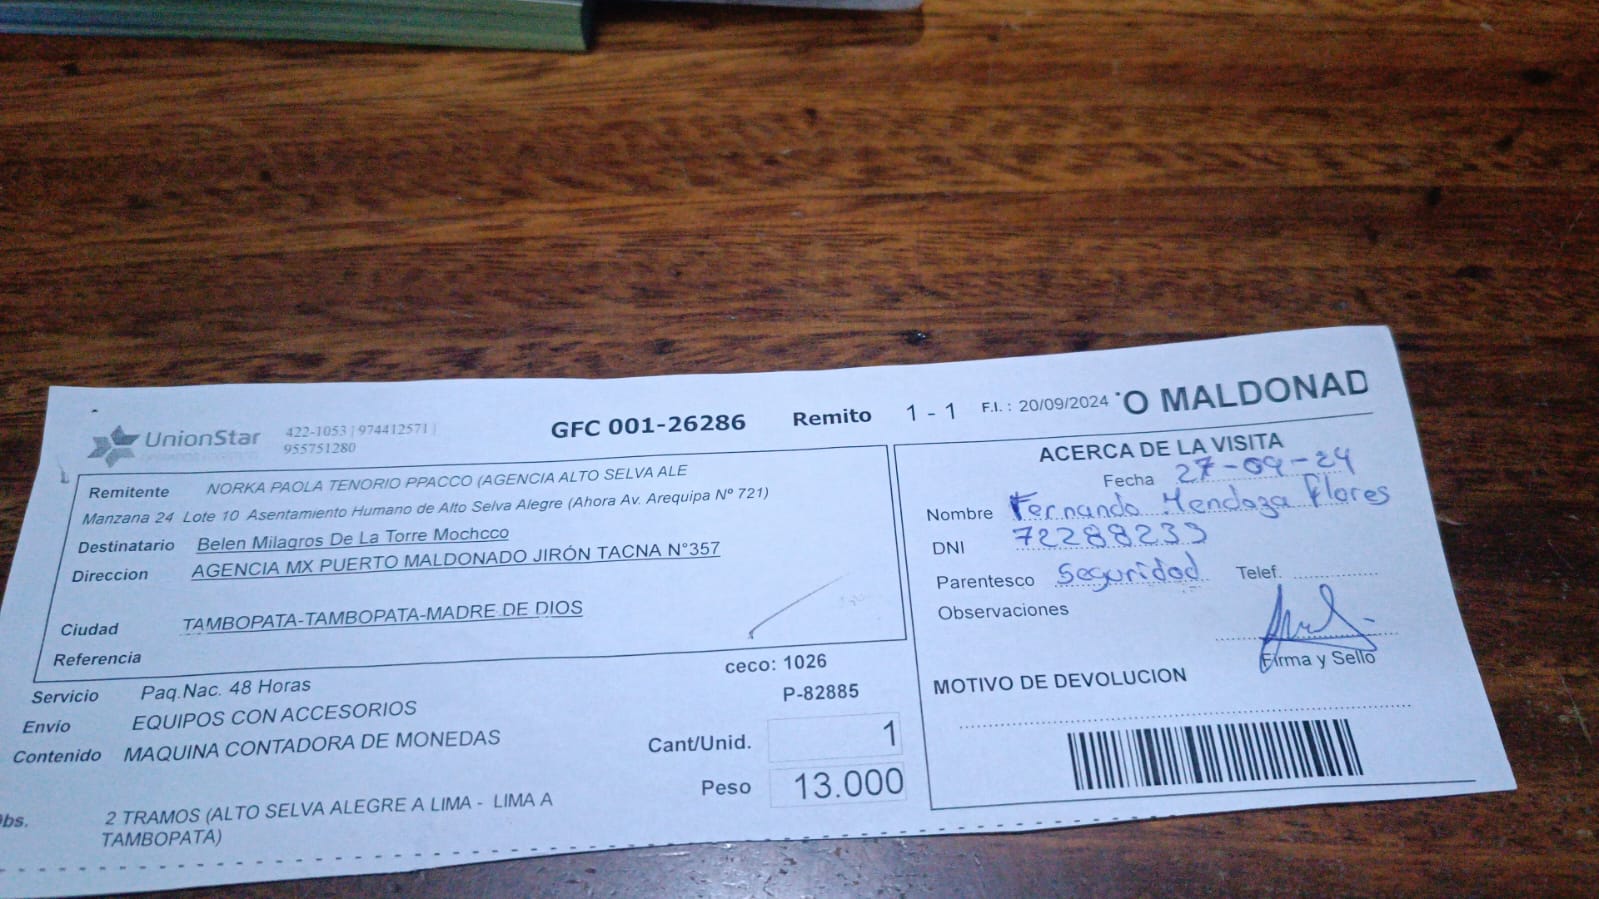 UnionStar
422-1053 | 974412571 |
955751280
GFC 001-26286 Remito 1 - 1 F.I. : 20/09/2024 O MALDONAD
Remitente NORKA PAOLA TENORIO PPACCO (AGENCIA ALTO SELVA ALE
Manzana 24 Lote 10 Asentamiento Humano de Alto Selva Alegre (Ahora Av. Arequipa Nº 721)
Destinatario Belen Milagros De La Torre Mochcco
Direccion AGENCIA MX PUERTO MALDONADO JIRÓN TACNA N°357
Ciudad TAMBOPATA-TAMBOPATA-MADRE DE DIOS
Referencia
ceco: 1026
Servicio Paq.Nac. 48 Horas
P-82885
Envío EQUIPOS CON ACCESORIOS
Contenido MAQUINA CONTADORA DE MONEDAS
Cant/Unid. 1
Peso 13.000
Obs. 2 TRAMOS (ALTO SELVA ALEGRE A LIMA - LIMA A
TAMBOPATA)
ACERCA DE LA VISITA
Fecha 27-09-24
Nombre Fernando Mendoza Flores
DNI 72288233
Parentesco Seguridad Telef.
Observaciones
Firma y Sello
MOTIVO DE DEVOLUCION